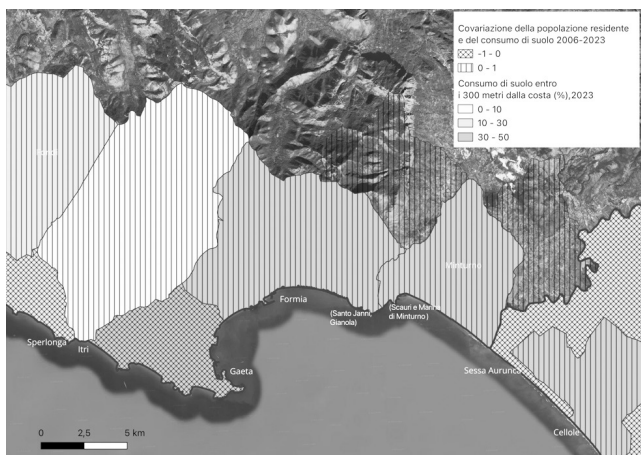 Covariazione della popolazione residente
e del consumo di suolo 2006-2023
-1 - 0
0 - 1
Consumo di suolo entro
i 300 metri dalla costa (%),2023
0 - 10
10 - 30
30 - 50
Fondi
Minturno
Formia
(Santo Janni,
Gianola)
(Scauri e Marina
di Minturno)
Sperlonga
Itri
Gaeta
Sessa Aurunca
Cellole
0 2,5 5 km